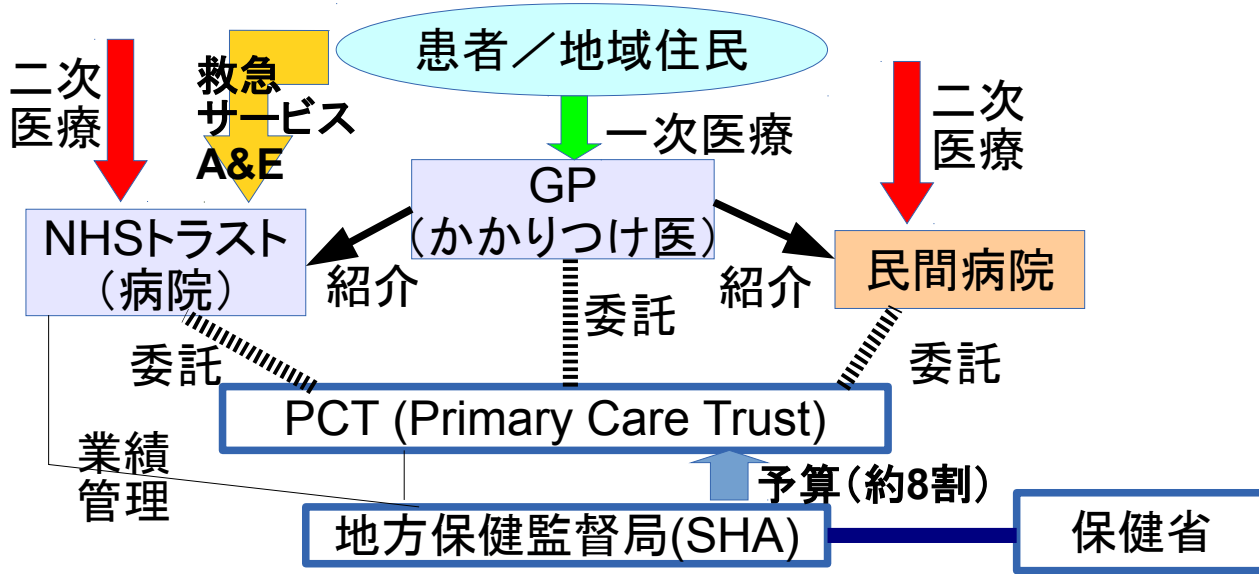 患者／地域住民
二次
医療
救急
サービス
A&E
一次医療
二次
医療
GP
（かかりつけ医）
NHSトラスト
（病院）
民間病院
紹介
紹介
委託
委託
委託
PCT (Primary Care Trust)
業績
管理
予算（約8割）
地方保健監督局(SHA)
保健省